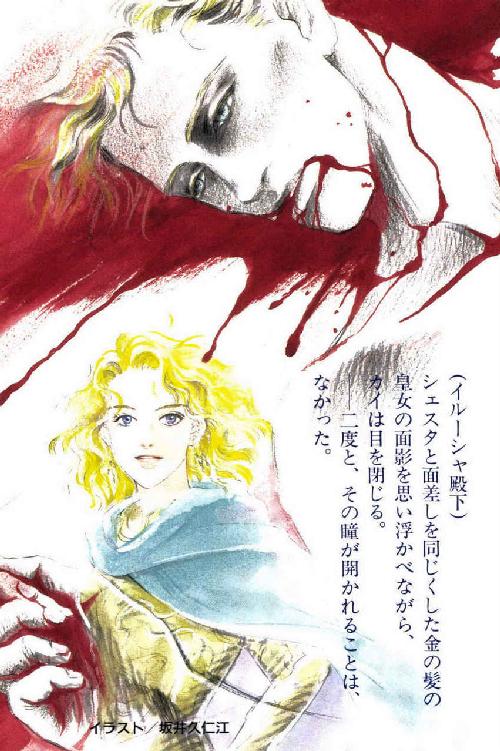 （イルーシャ殿下）
シェスタと面差しを同じくした金の髪の
皇女の面影を思い浮かべながら、
カイは目を閉じる。
――二度と、その瞳が開かれることは、
なかった。
イラスト／坂井久仁江